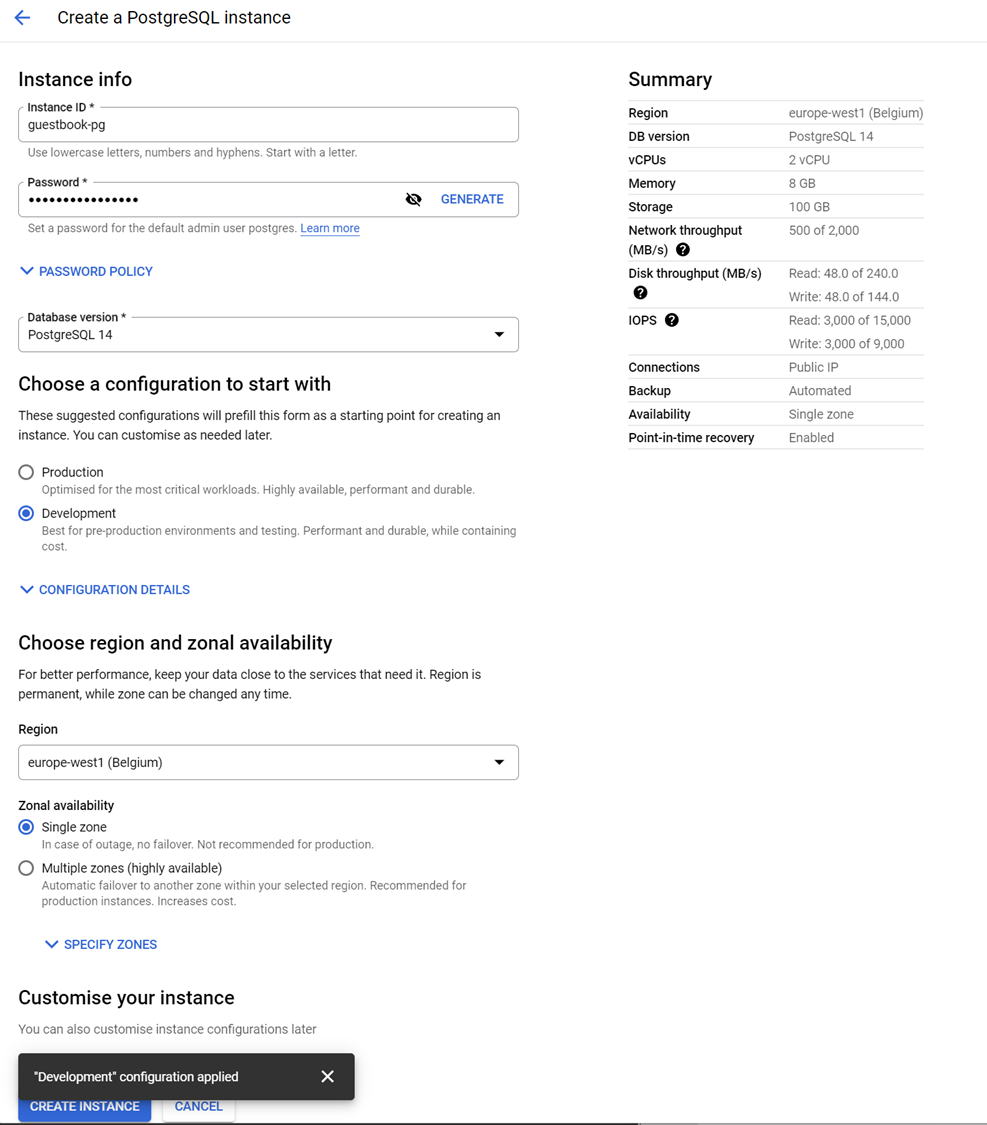 Create a PostgreSQL instance
Instance info
Instance ID *
guestbook-pg
Use lowercase letters, numbers and hyphens. Start with a letter.
Password *
••••••••••••••••
GENERATE
Set a password for the default admin user postgres. Learn more
PASSWORD POLICY
Database version *
PostgreSQL 14
Choose a configuration to start with
These suggested configurations will prefill this form as a starting point for creating an
instance. You can customise as needed later.
Production
Optimised for the most critical workloads. Highly available, performant and durable.
Development
Best for pre-production environments and testing. Performant and durable, while containing
cost.
CONFIGURATION DETAILS
Choose region and zonal availability
For better performance, keep your data close to the services that need it. Region is
permanent, while zone can be changed any time.
Region
europe-west1 (Belgium)
Zonal availability
Single zone
In case of outage, no failover. Not recommended for production.
Multiple zones (highly available)
Automatic failover to another zone within your selected region. Recommended for
production instances. Increases cost.
SPECIFY ZONES
Customise your instance
You can also customise instance configurations later
"Development" configuration applied
CREATE INSTANCE
CANCEL
Summary
Region europe-west1 (Belgium)
DB version PostgreSQL 14
vCPUs 2 vCPU
Memory 8 GB
Storage 100 GB
Network throughput 500 of 2,000
(MB/s) ?
Disk throughput (MB/s) Read: 48.0 of 240.0
? Write: 48.0 of 144.0
IOPS ? Read: 3,000 of 15,000
Write: 3,000 of 9,000
Connections Public IP
Backup Automated
Availability Single zone
Point-in-time recovery Enabled